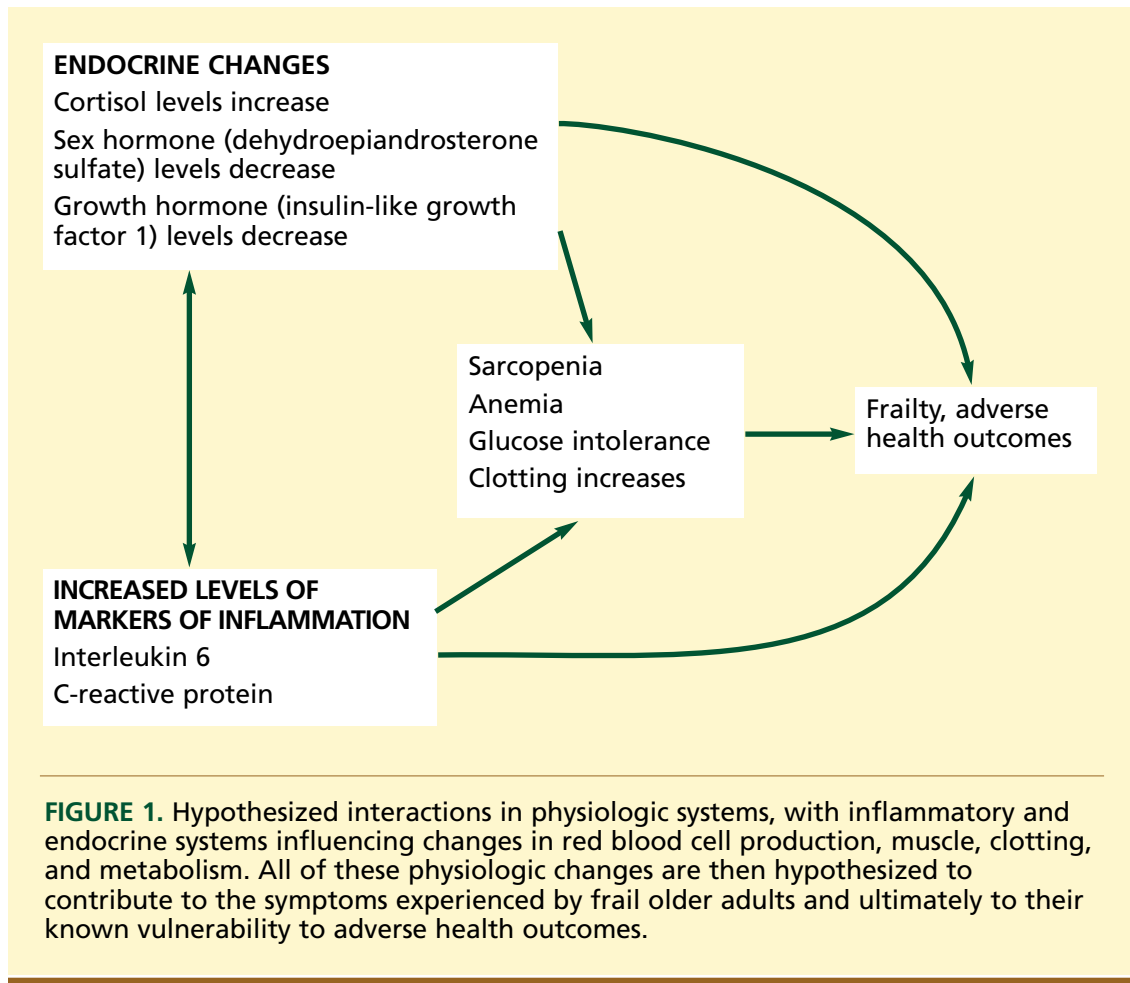 ENDOCRINE CHANGES
Cortisol levels increase
Sex hormone (dehydroepiandrosterone
sulfate) levels decrease
Growth hormone (insulin-like growth
factor 1) levels decrease
Sarcopenia
Anemia
Glucose intolerance
Clotting increases
Frailty, adverse
health outcomes
INCREASED LEVELS OF
MARKERS OF INFLAMMATION
Interleukin 6
C-reactive protein
FIGURE 1. Hypothesized interactions in physiologic systems, with inflammatory and
endocrine systems influencing changes in red blood cell production, muscle, clotting,
and metabolism. All of these physiologic changes are then hypothesized to
contribute to the symptoms experienced by frail older adults and ultimately to their
known vulnerability to adverse health outcomes.